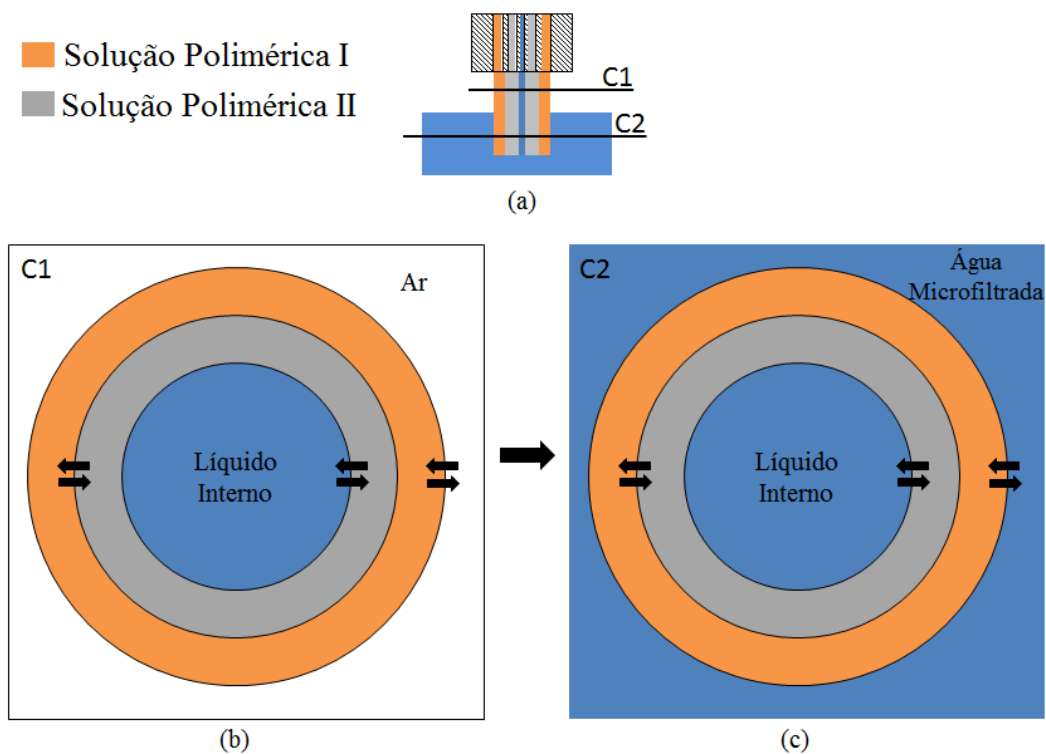 Solução Polimérica I
Solução Polimérica II
C1
C2
(a)
C1
Ar
Líquido
Interno
(b)
C2
Água
Microfiltrada
Líquido
Interno
(c)